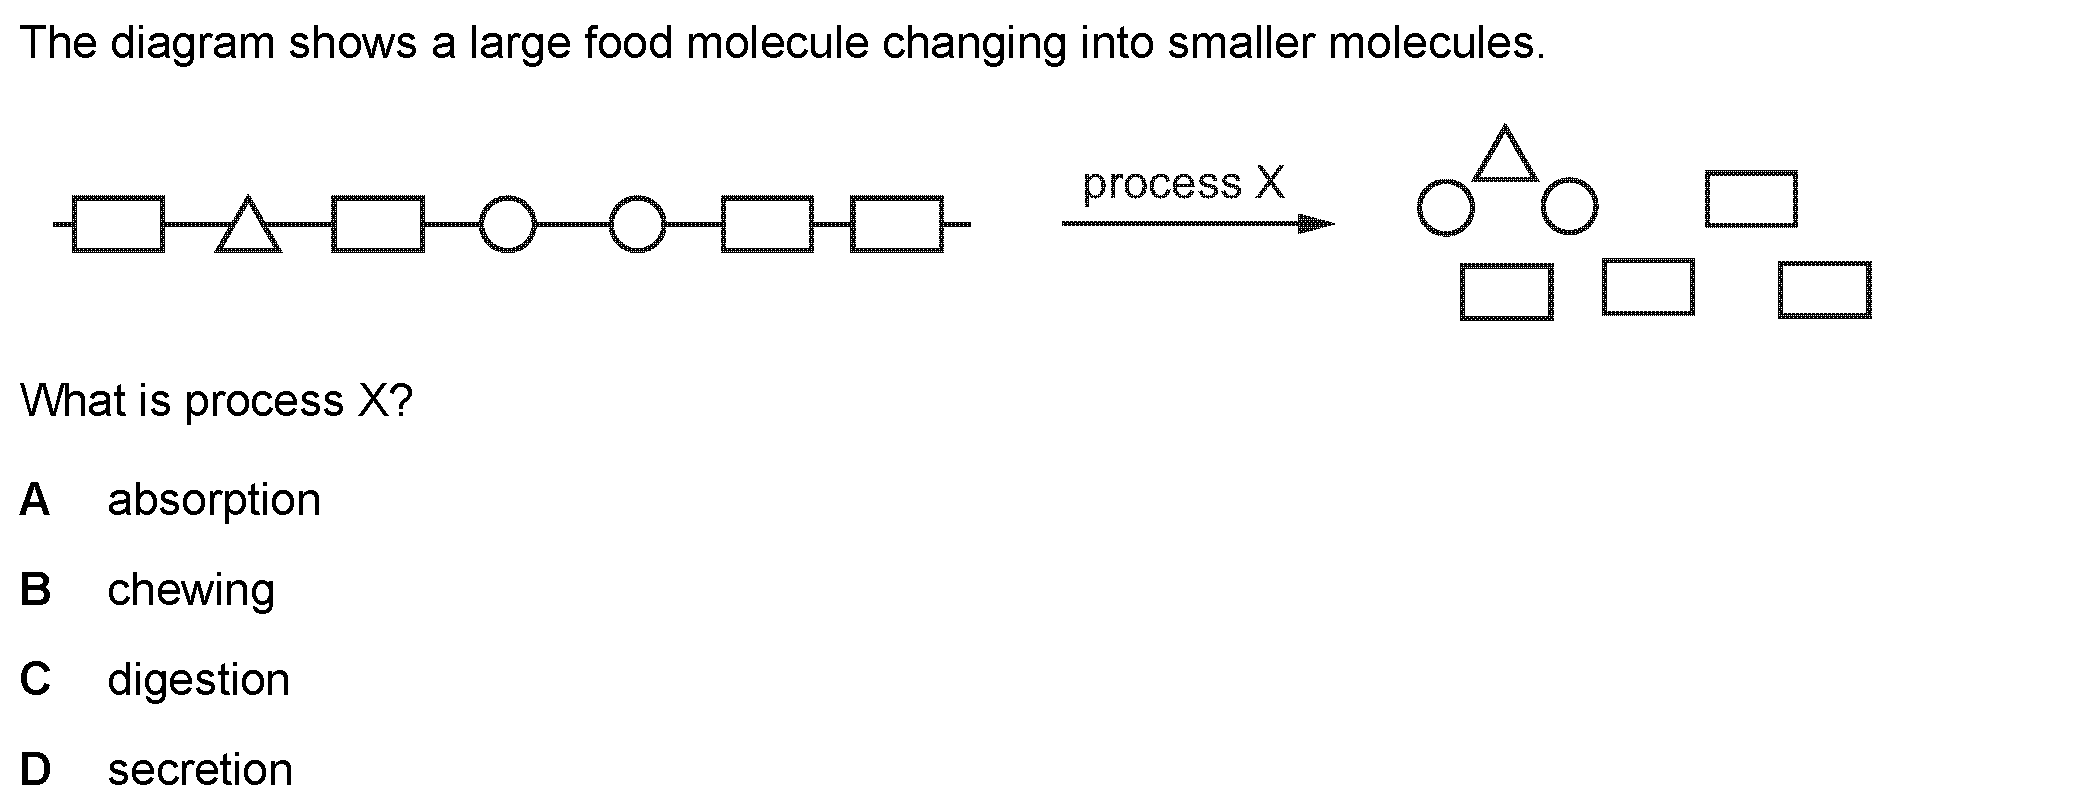 The diagram shows a large food molecule changing into smaller molecules.
process X
What is process X?
A absorption
B chewing
C digestion
D secretion